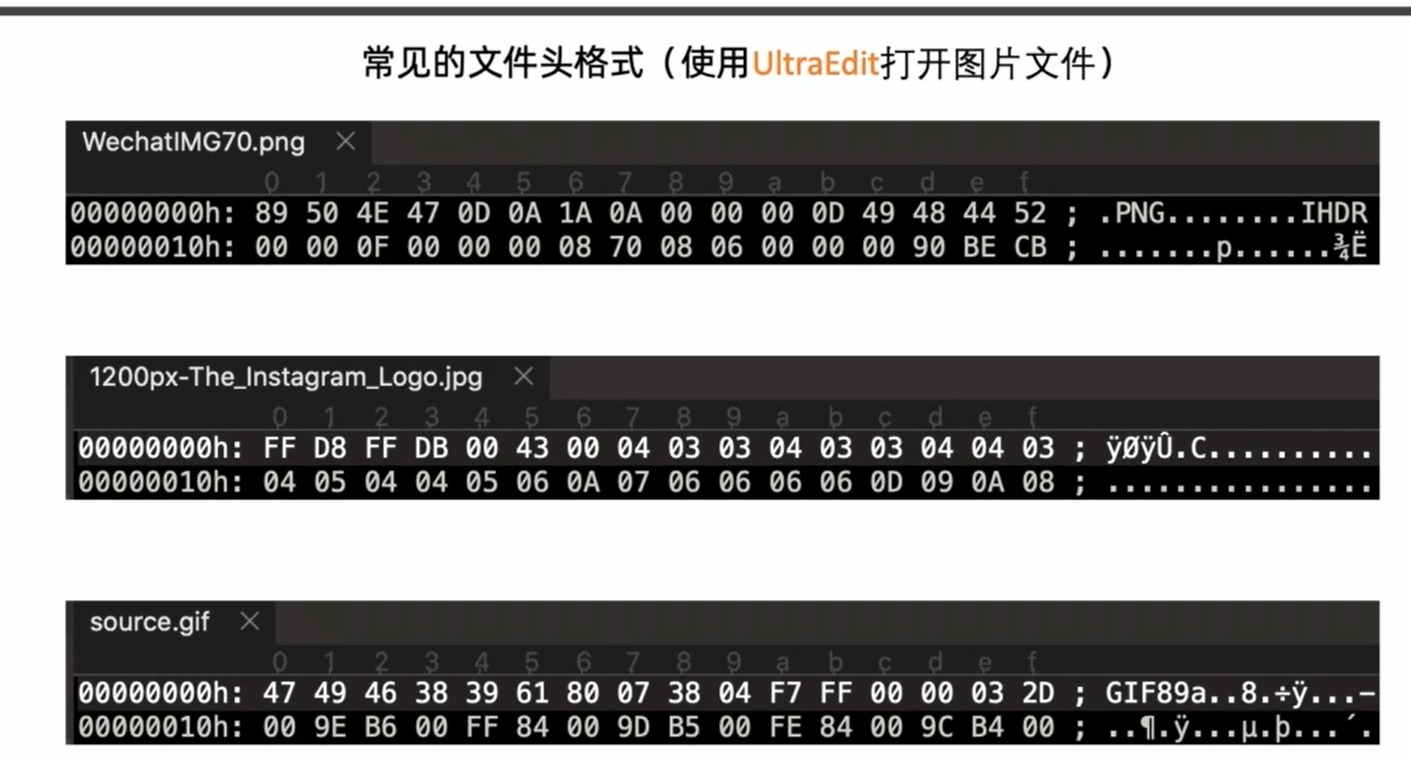 常见的文件头格式（使用UltraEdit打开图片文件）
WechatIMG70.png ×
0 1 2 3 4 5 6 7 8 9 a b c d e f
00000000h: 89 50 4E 47 0D 0A 1A 0A 00 00 00 0D 49 48 44 52 ; .PNG........IHDR
00000010h: 00 00 0F 00 00 00 08 70 08 06 00 00 00 90 BE CB ; .......p......¾Ë
1200px-The_Instagram_Logo.jpg ×
0 1 2 3 4 5 6 7 8 9 a b c d e f
00000000h: FF D8 FF DB 00 43 00 04 03 03 04 03 03 04 04 03 ; ÿØÿÛ.C..........
00000010h: 04 05 04 04 05 06 0A 07 06 06 06 06 0D 09 0A 08 ; ................
source.gif ×
0 1 2 3 4 5 6 7 8 9 a b c d e f
00000000h: 47 49 46 38 39 61 80 07 38 04 F7 FF 00 00 03 2D ; GIF89a..8.÷ÿ...-
00000010h: 00 9E B6 00 FF 84 00 9D B5 00 FE 84 00 9C B4 00 ; ..¶.ÿ...µ.þ...´.